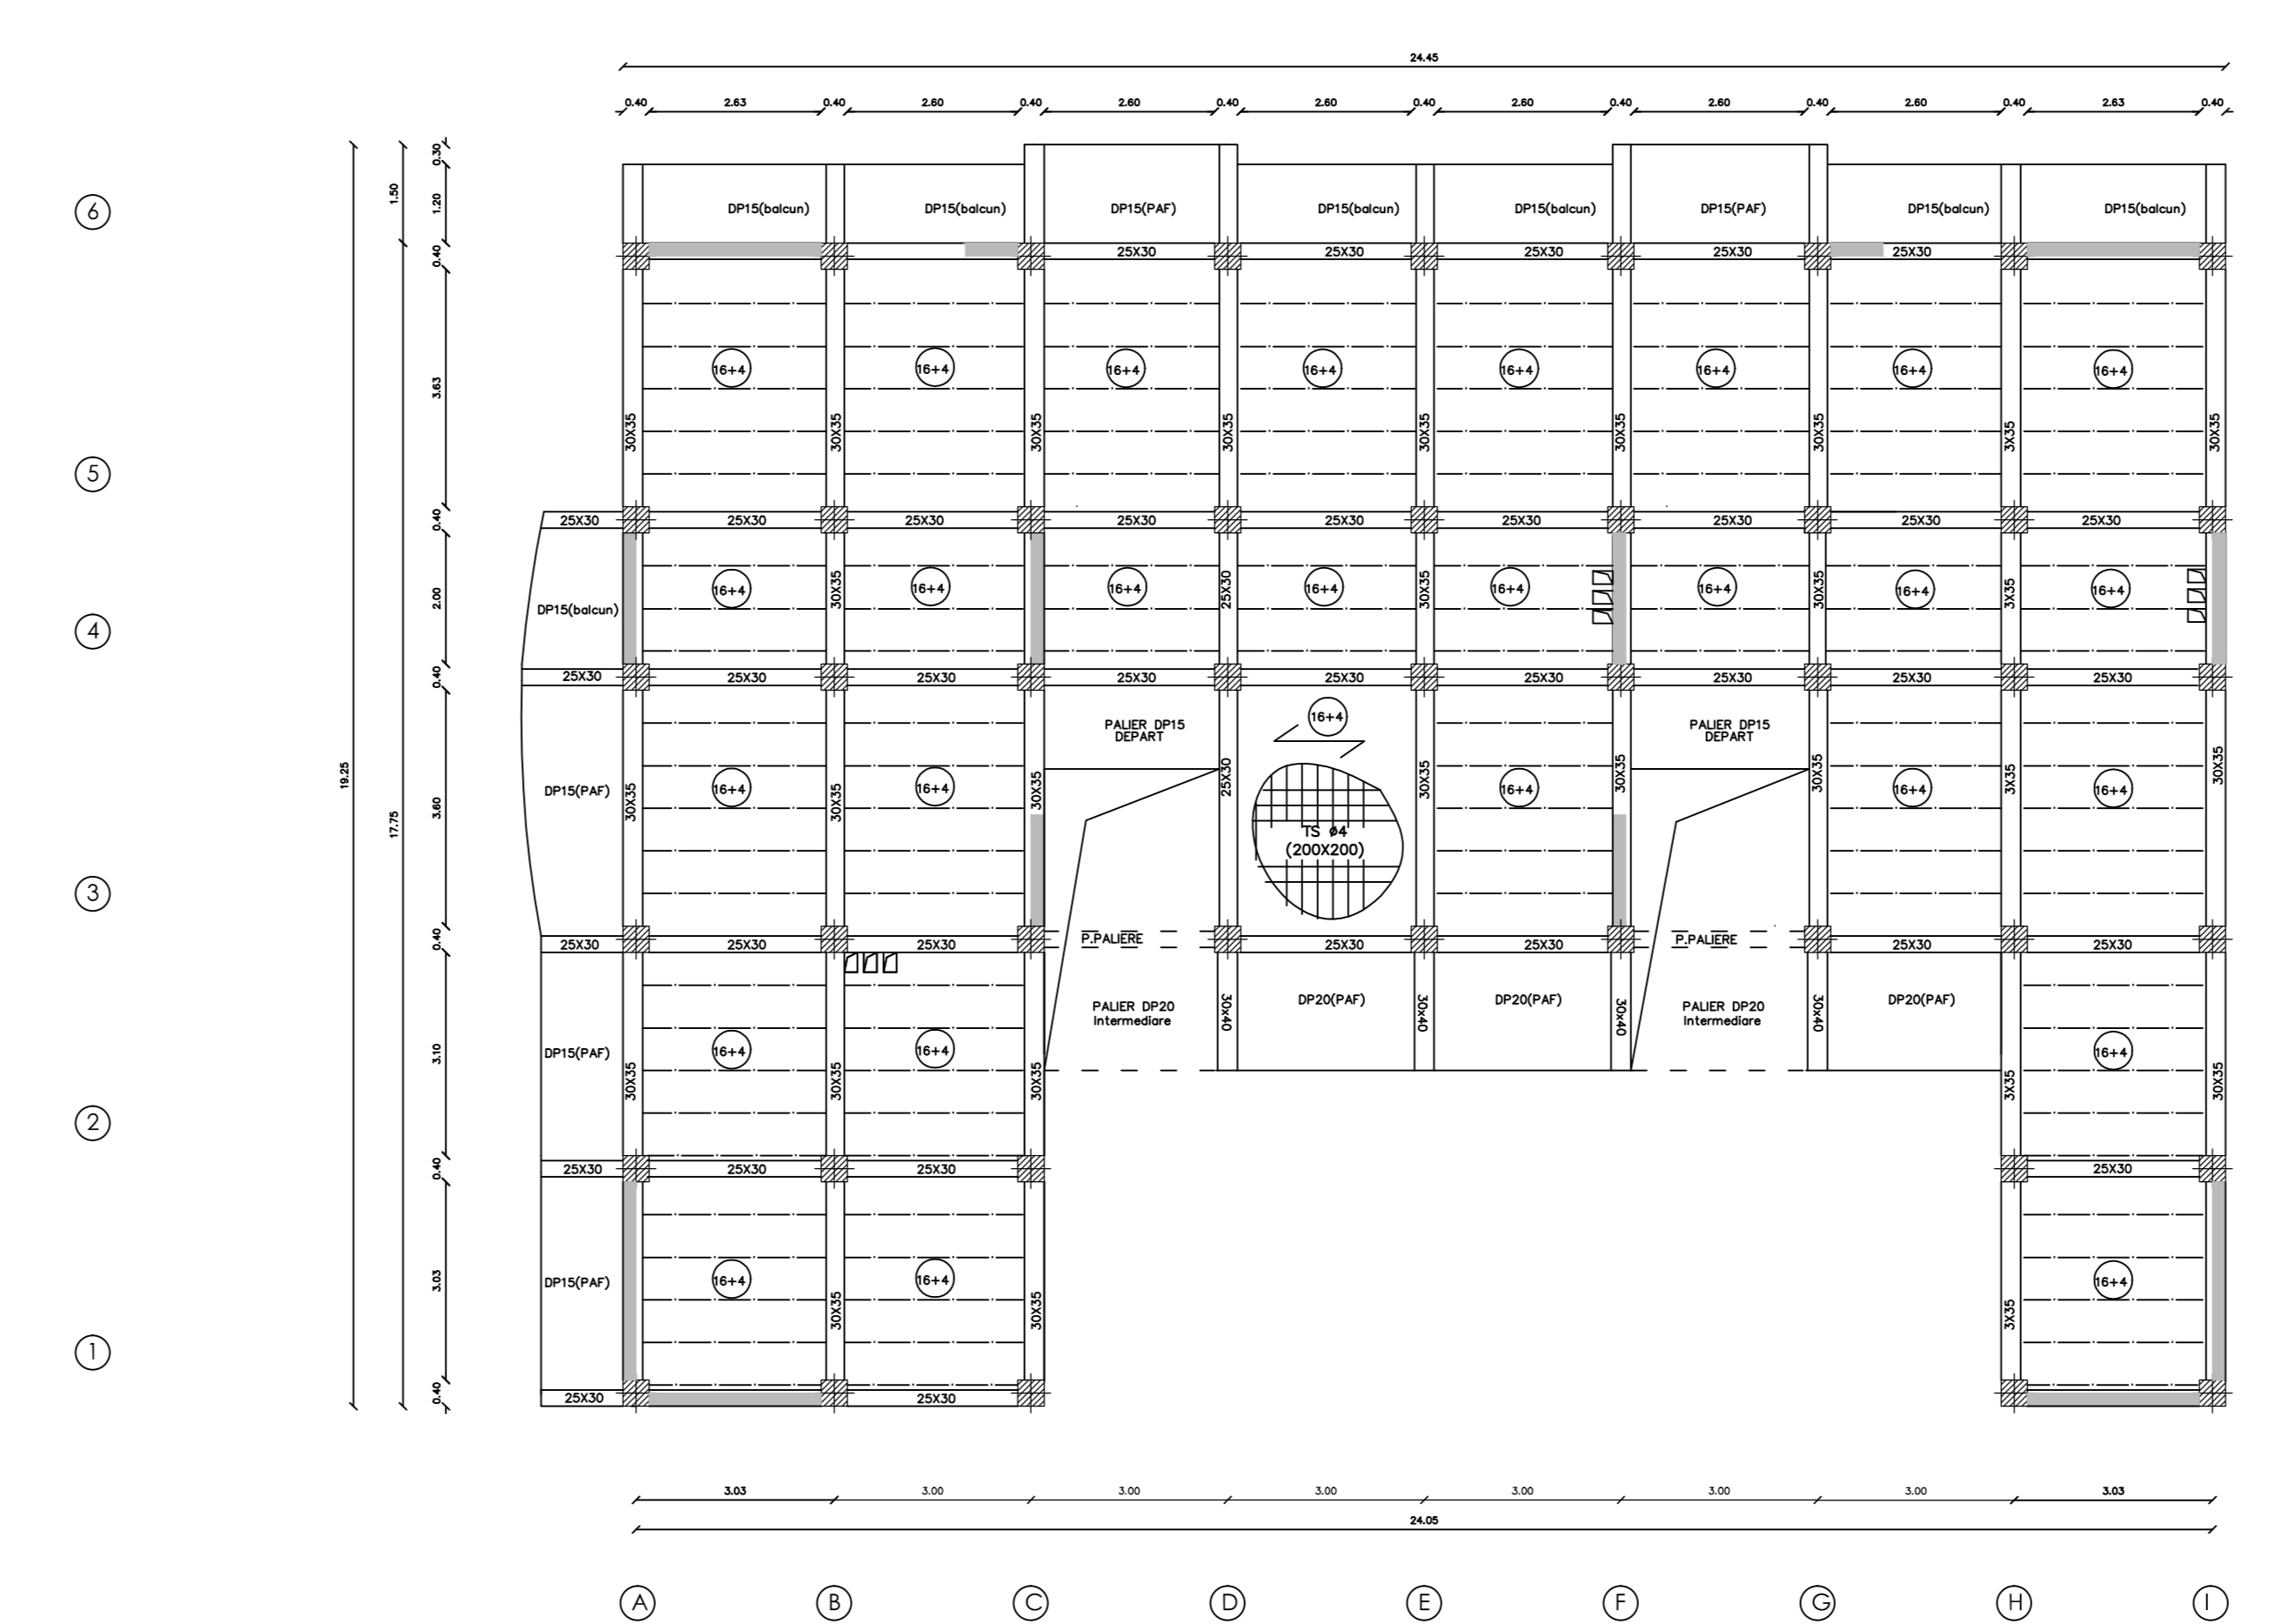 24.45
0.40 2.63 0.40 2.60 0.40 2.60 0.40 2.60 0.40 2.60 0.40 2.60 0.40 2.60 0.40 2.63 0.40
0.30
1.50 1.20
6 DP15(balcun) DP15(balcun) DP15(PAF) DP15(balcun) DP15(balcun) DP15(PAF) DP15(balcun) DP15(balcun)
0.40 25X30 25X30 25X30 25X30 25X30
3.63 16+4 16+4 16+4 16+4 16+4 16+4 16+4 16+4
30X35 30X35 30X35 30X35 30X35 30X35 30X35 3X35 30X35
5
0.40 25X30 25X30 25X30 25X30 25X30 25X30 25X30 25X30 25X30
2.00 16+4 30X35 16+4 16+4 25X30 16+4 30X35 16+4 16+4 30X35 16+4 3X35 16+4
DP15(balcun)
4
0.40 25X30 25X30 25X30 25X30 25X30 25X30 25X30 25X30 25X30
16+4
PALIER DP15 PALIER DP15
DEPART DEPART
19.25 17.75 3.60
DP15(PAF) 30X35 16+4 30X35 16+4 30X35 25X30 30X35 16+4 30X35 30X35 16+4 3X35 16+4 30X35
TS ø4
(200X200)
3
0.40 25X30 25X30 25X30 P.PALIERE 25X30 25X30 P.PALIERE 25X30 25X30
DP20(PAF) DP20(PAF) DP20(PAF)
PALIER DP20 30x40 30x40 30x40 PALIER DP20 30x40
Intermediare Intermediare
3.10 DP15(PAF) 16+4 16+4 16+4
30X35 30X35 30X35 3X35 30X35
2
0.40 25X30 25X30 25X30 25X30
3.03 DP15(PAF) 16+4 16+4 16+4
30X35 30X35 3X35
1
0.40 25X30 25X30
3.03 3.00 3.00 3.00 3.00 3.00 3.00 3.03
24.05
A B C D E F G H I